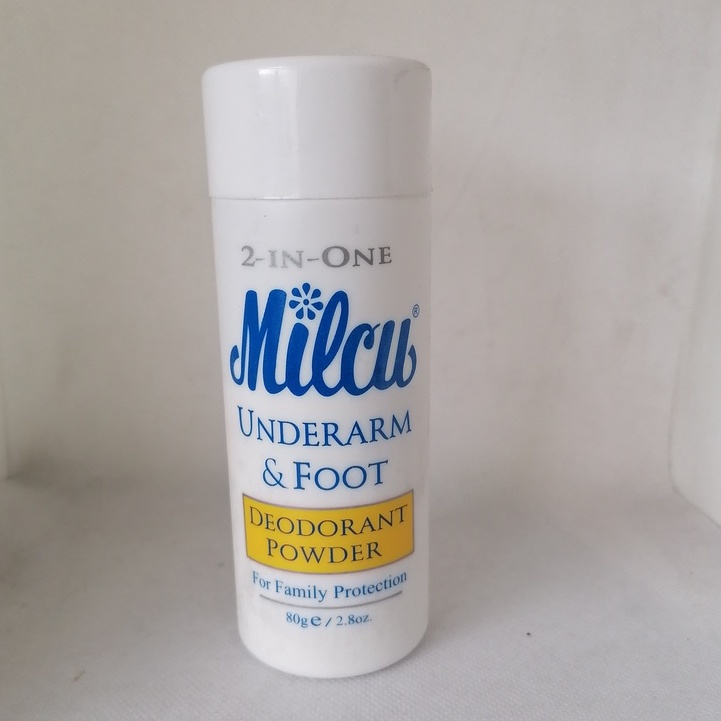 2-IN-ONE
Milcu®
UNDERARM
& FOOT
DEODORANT
POWDER
For Family Protection
80g e / 2.8oz.